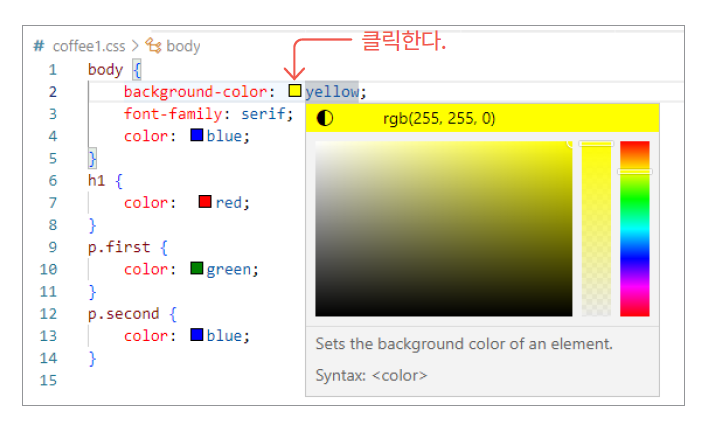 클릭한다.
# coffee1.css > body
1 body {
2 background-color: yellow;
3 font-family: serif;
4 color: blue;
5 }
6 h1 {
7 color: red;
8 }
9 p.first {
10 color: green;
11 }
12 p.second {
13 color: blue;
14 }
15
rgb(255, 255, 0)
Sets the background color of an element.
Syntax: <color>